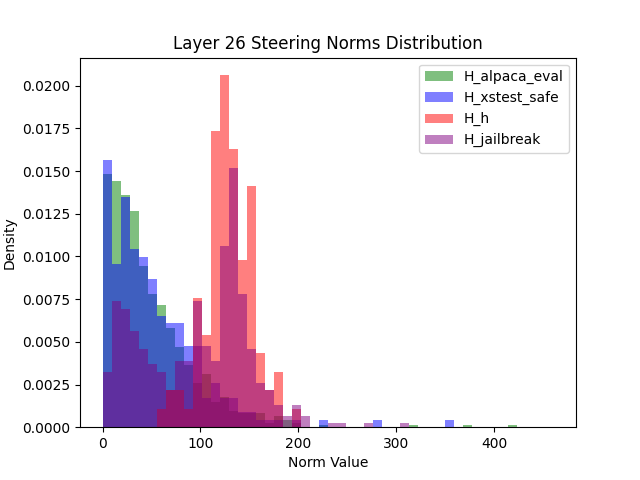 Layer 26 Steering Norms Distribution
H_alpaca_eval
H_xstest_safe
H_h
H_jailbreak
0.0200
0.0175
0.0150
0.0125
0.0100
0.0075
0.0050
0.0025
0.0000
Density
0 100 200 300 400
Norm Value